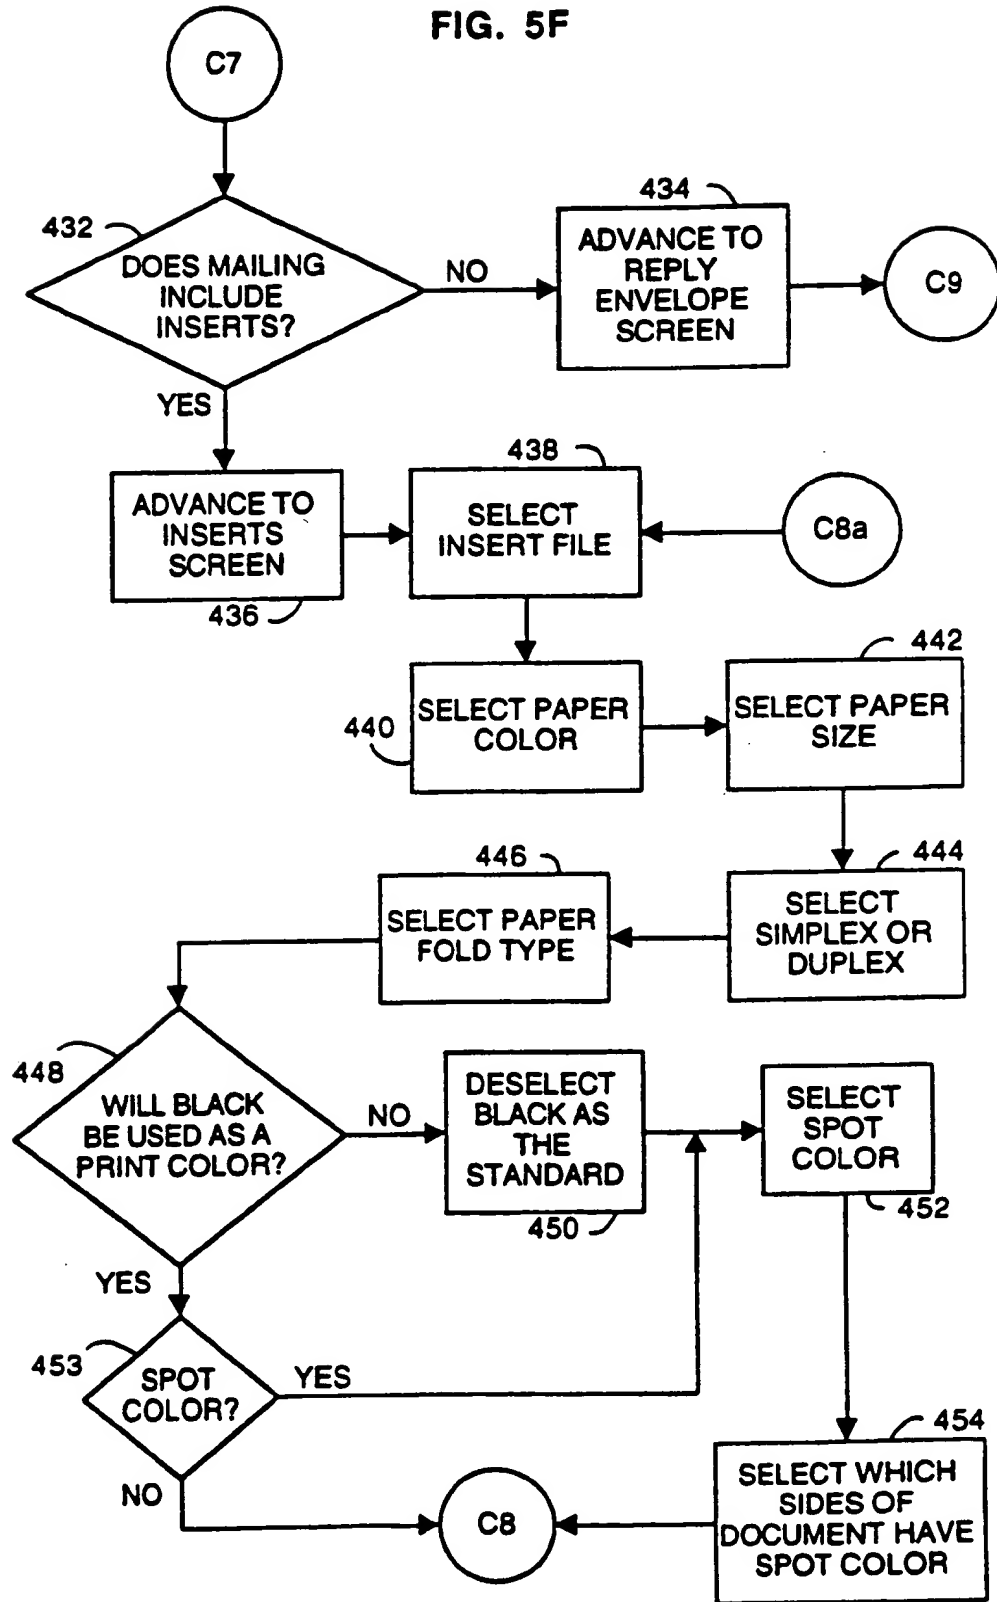 FIG. 5F
C7
432
DOES MAILING
INCLUDE
INSERTS?
NO
434
ADVANCE TO
REPLY
ENVELOPE
SCREEN
C9
YES
ADVANCE TO
INSERTS
SCREEN
436
438
SELECT
INSERT FILE
C8a
440
SELECT PAPER
COLOR
442
SELECT PAPER
SIZE
444
SELECT
SIMPLEX OR
DUPLEX
446
SELECT PAPER
FOLD TYPE
448
WILL BLACK
BE USED AS A
PRINT COLOR?
NO
DESELECT
BLACK AS
THE
STANDARD
450
SELECT
SPOT
COLOR
452
YES
453
SPOT
COLOR?
YES
NO
C8
454
SELECT WHICH
SIDES OF
DOCUMENT HAVE
SPOT COLOR